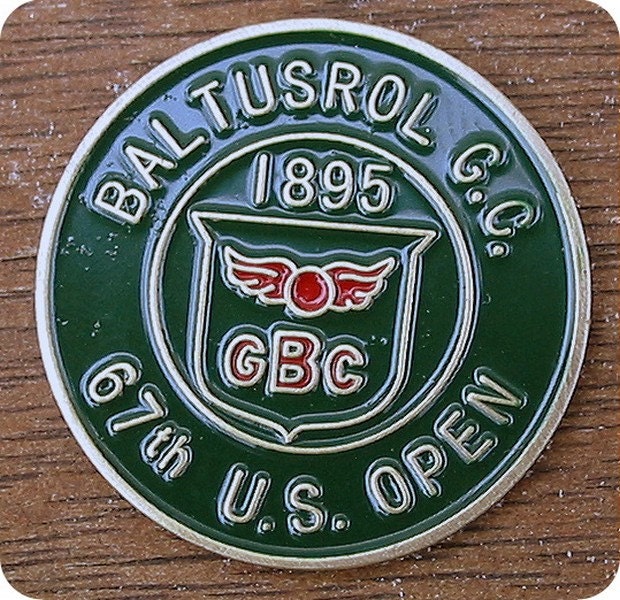 BALTUSROL G.C.
1895
GBC
67th U.S. OPEN